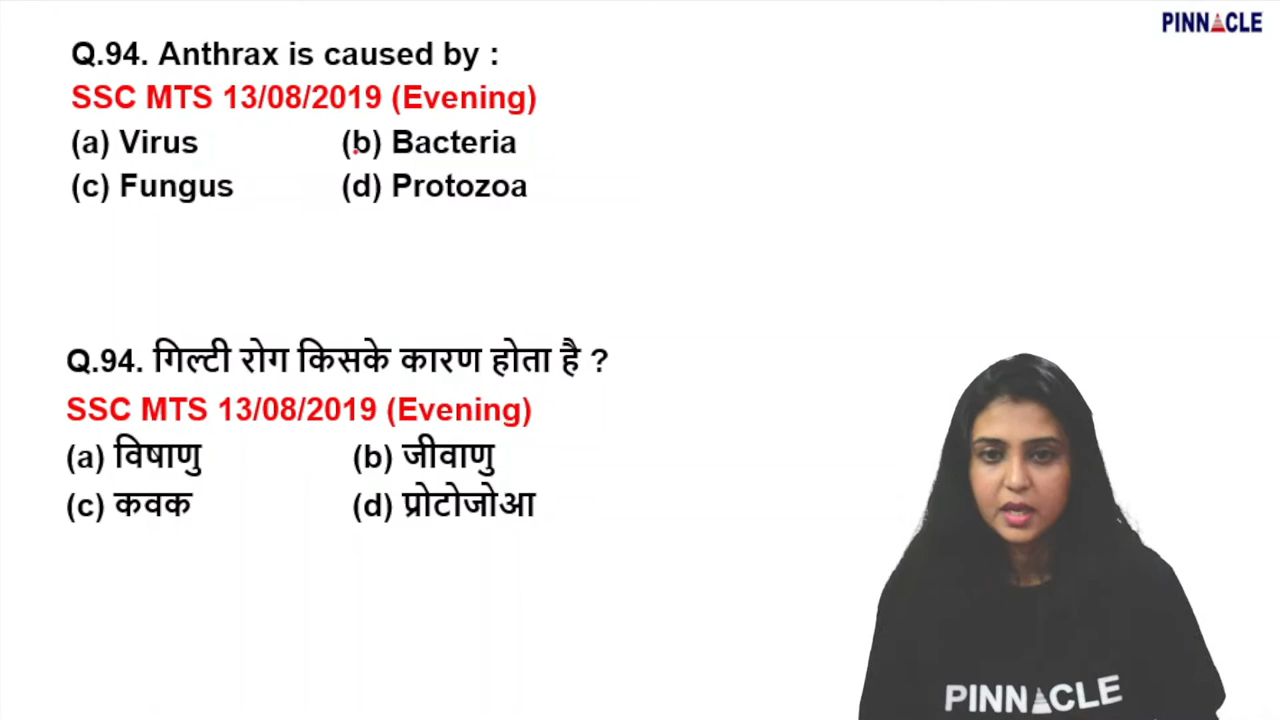 PINNACLE
Q.94. Anthrax is caused by :
SSC MTS 13/08/2019 (Evening)
(a) Virus (b) Bacteria
(c) Fungus (d) Protozoa
Q.94. गिल्टी रोग किसके कारण होता है ?
SSC MTS 13/08/2019 (Evening)
(a) विषाणु (b) जीवाणु
(c) कवक (d) प्रोटोजोआ
PINNACLE